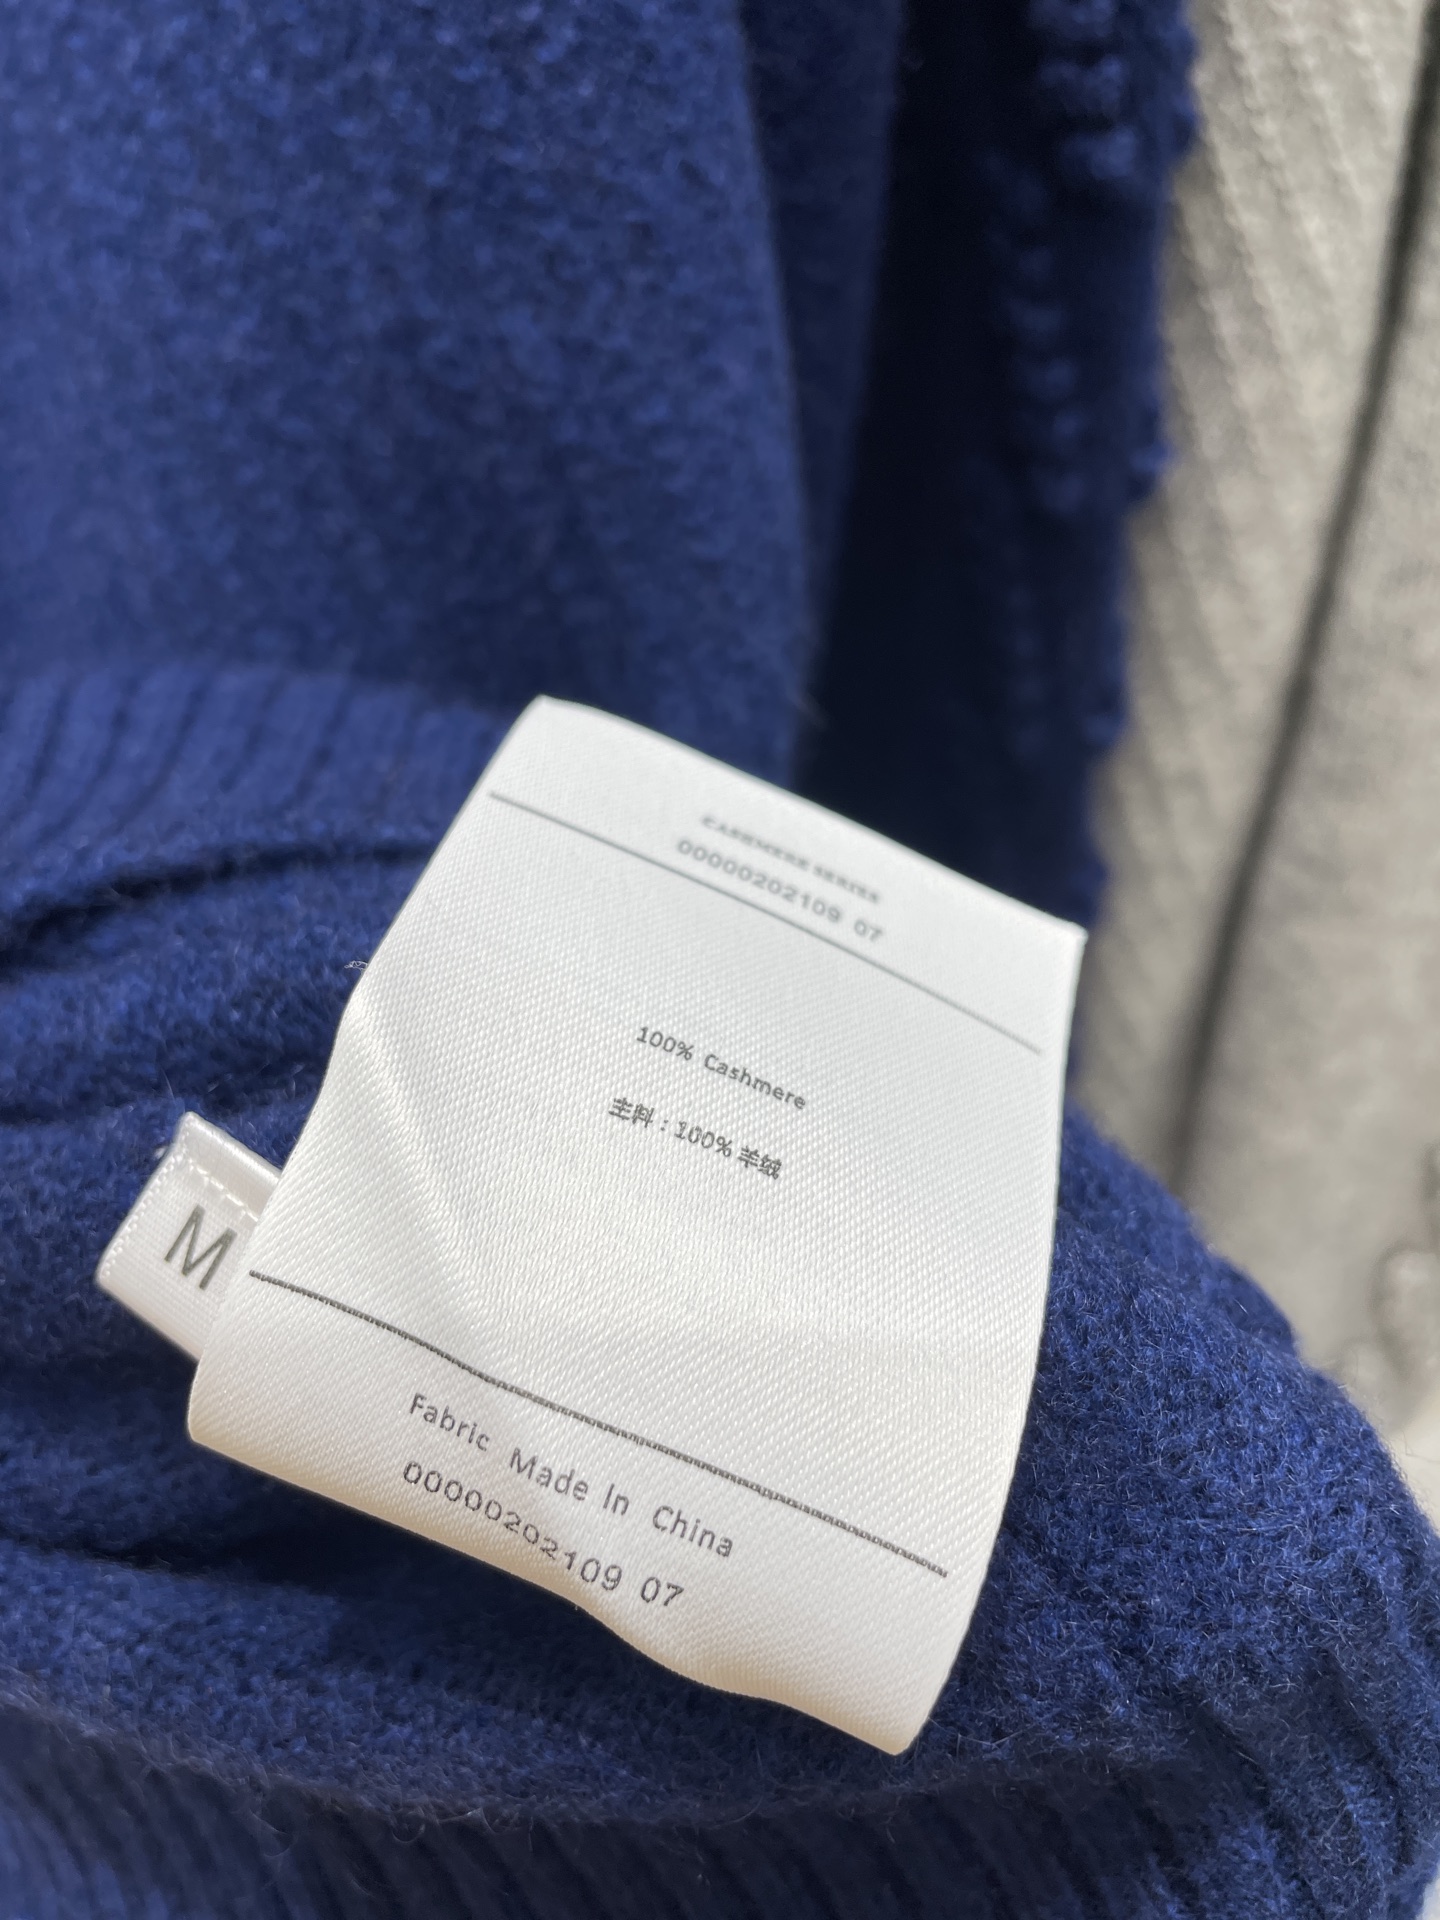 CASHMERE SERIES
00000202109 07
100% Cashmere
主料：100% 羊绒
M
Fabric Made In China
00000202109 07